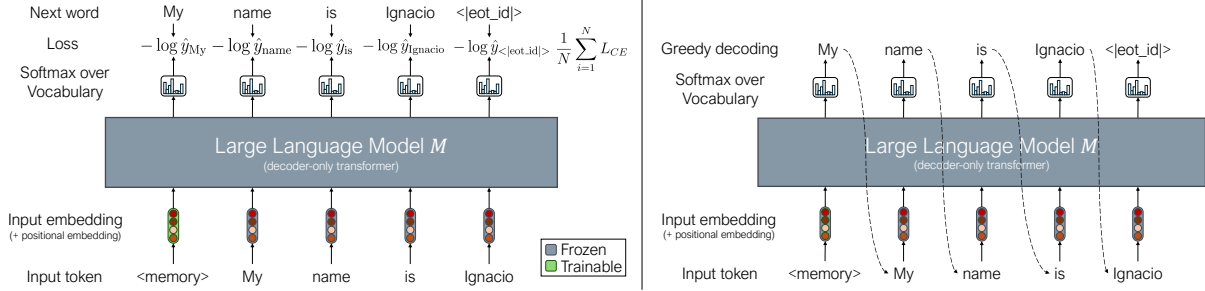 Next word My name is Ignacio <|eot_id|>
Loss − log ŷ_My − log ŷ_name − log ŷ_is − log ŷ_Ignacio − log ŷ_<|eot_id|> 1/N ∑_{i=1}^{N} L_CE
Softmax over
Vocabulary
Large Language Model M
(decoder-only transformer)
Input embedding
(+ positional embedding)
Frozen
Trainable
Input token <memory> My name is Ignacio
Greedy decoding My name is Ignacio <|eot_id|>
Softmax over
Vocabulary
Large Language Model M
(decoder-only transformer)
Input embedding
(+ positional embedding)
Input token <memory> My name is Ignacio